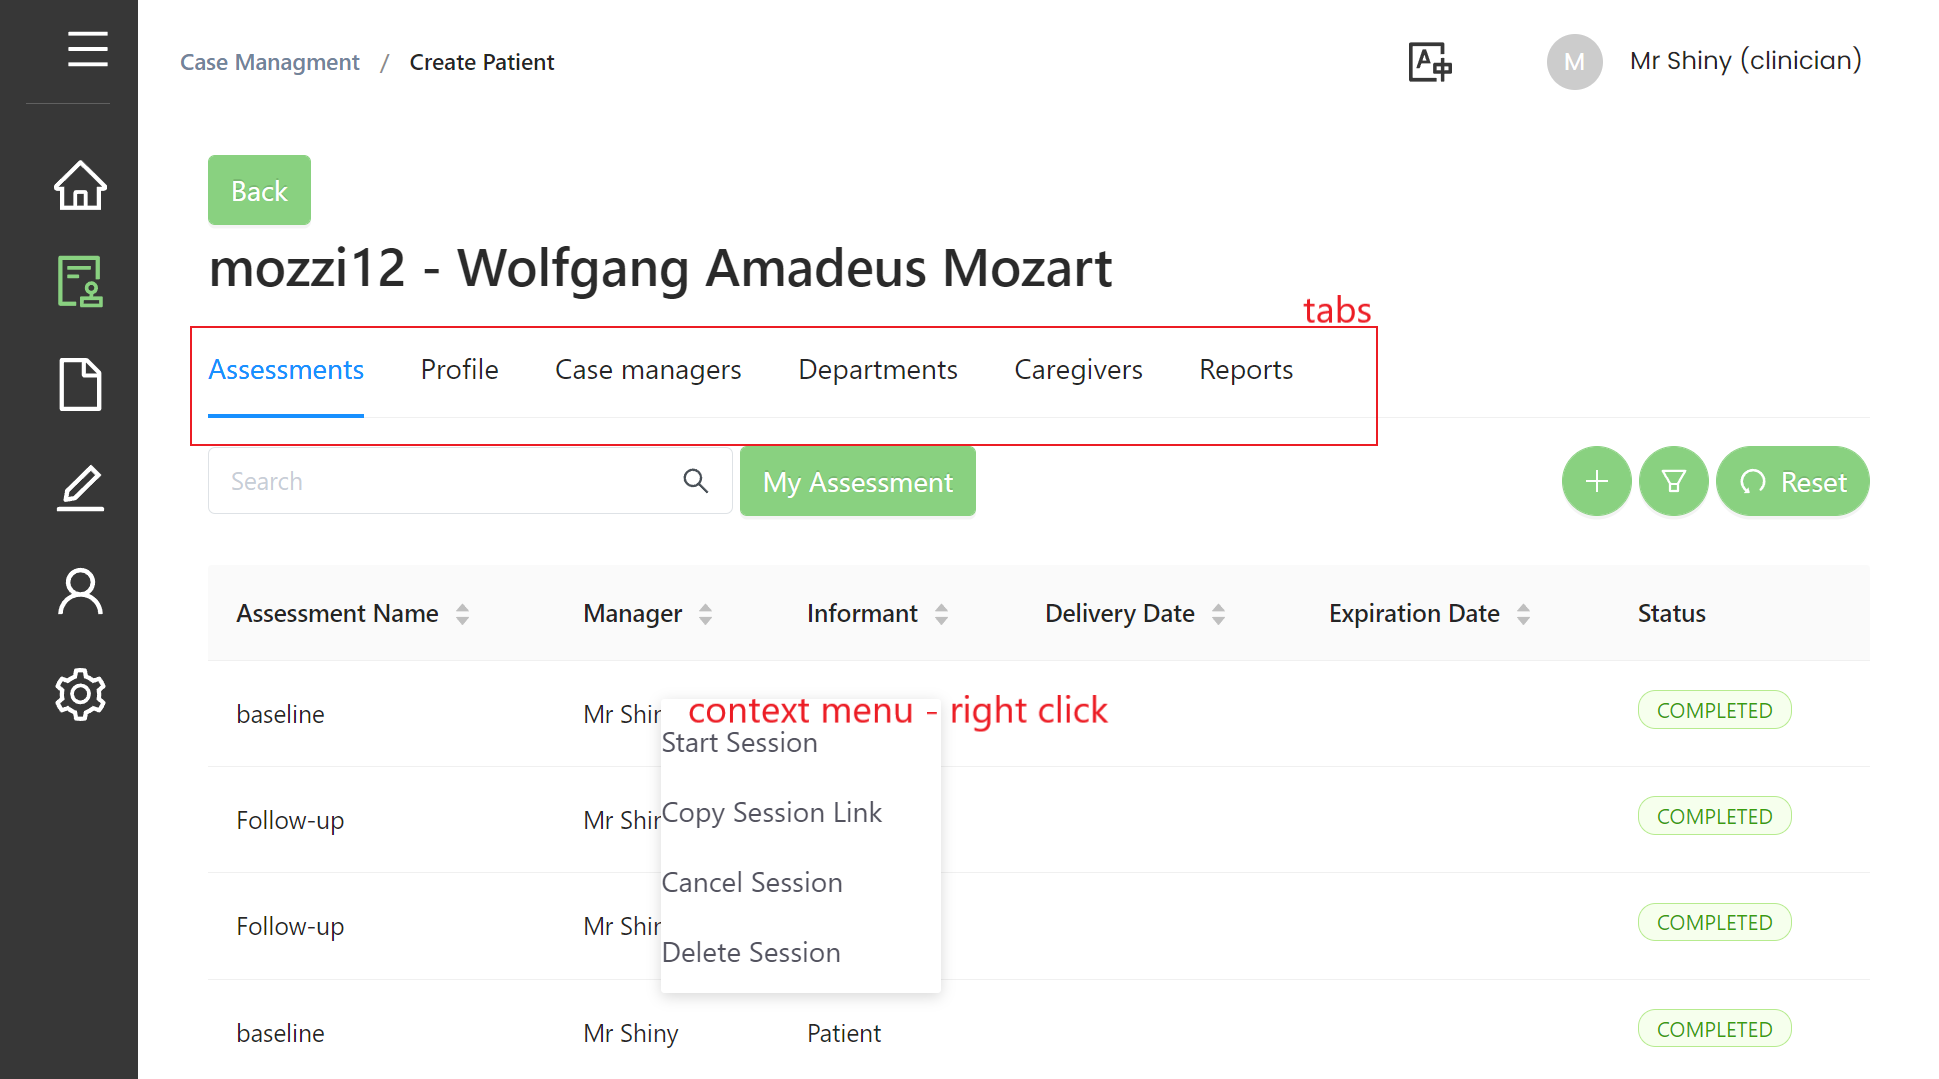 Case Managment / Create Patient
M Mr Shiny (clinician)
Back
mozzi12 - Wolfgang Amadeus Mozart
tabs
Assessments Profile Case managers Departments Caregivers Reports
Search My Assessment Reset
Assessment Name Manager Informant Delivery Date Expiration Date Status
baseline Mr Shin COMPLETED
context menu - right click
Start Session
Copy Session Link
Follow-up Mr Shin COMPLETED
Cancel Session
Follow-up Mr Shin COMPLETED
Delete Session
baseline Mr Shiny Patient COMPLETED